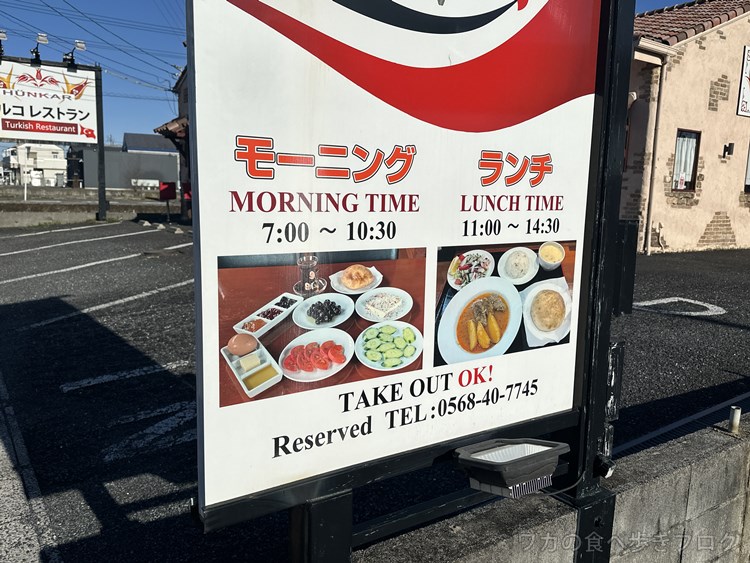 HÜNKAR
ルコ レストラン
Turkish Restaurant
モーニング
MORNING TIME
7:00 ～ 10:30
ランチ
LUNCH TIME
11:00 ～ 14:30
TAKE OUT OK!
Reserved TEL:0568-40-7745
ワカの食べ歩きブログ